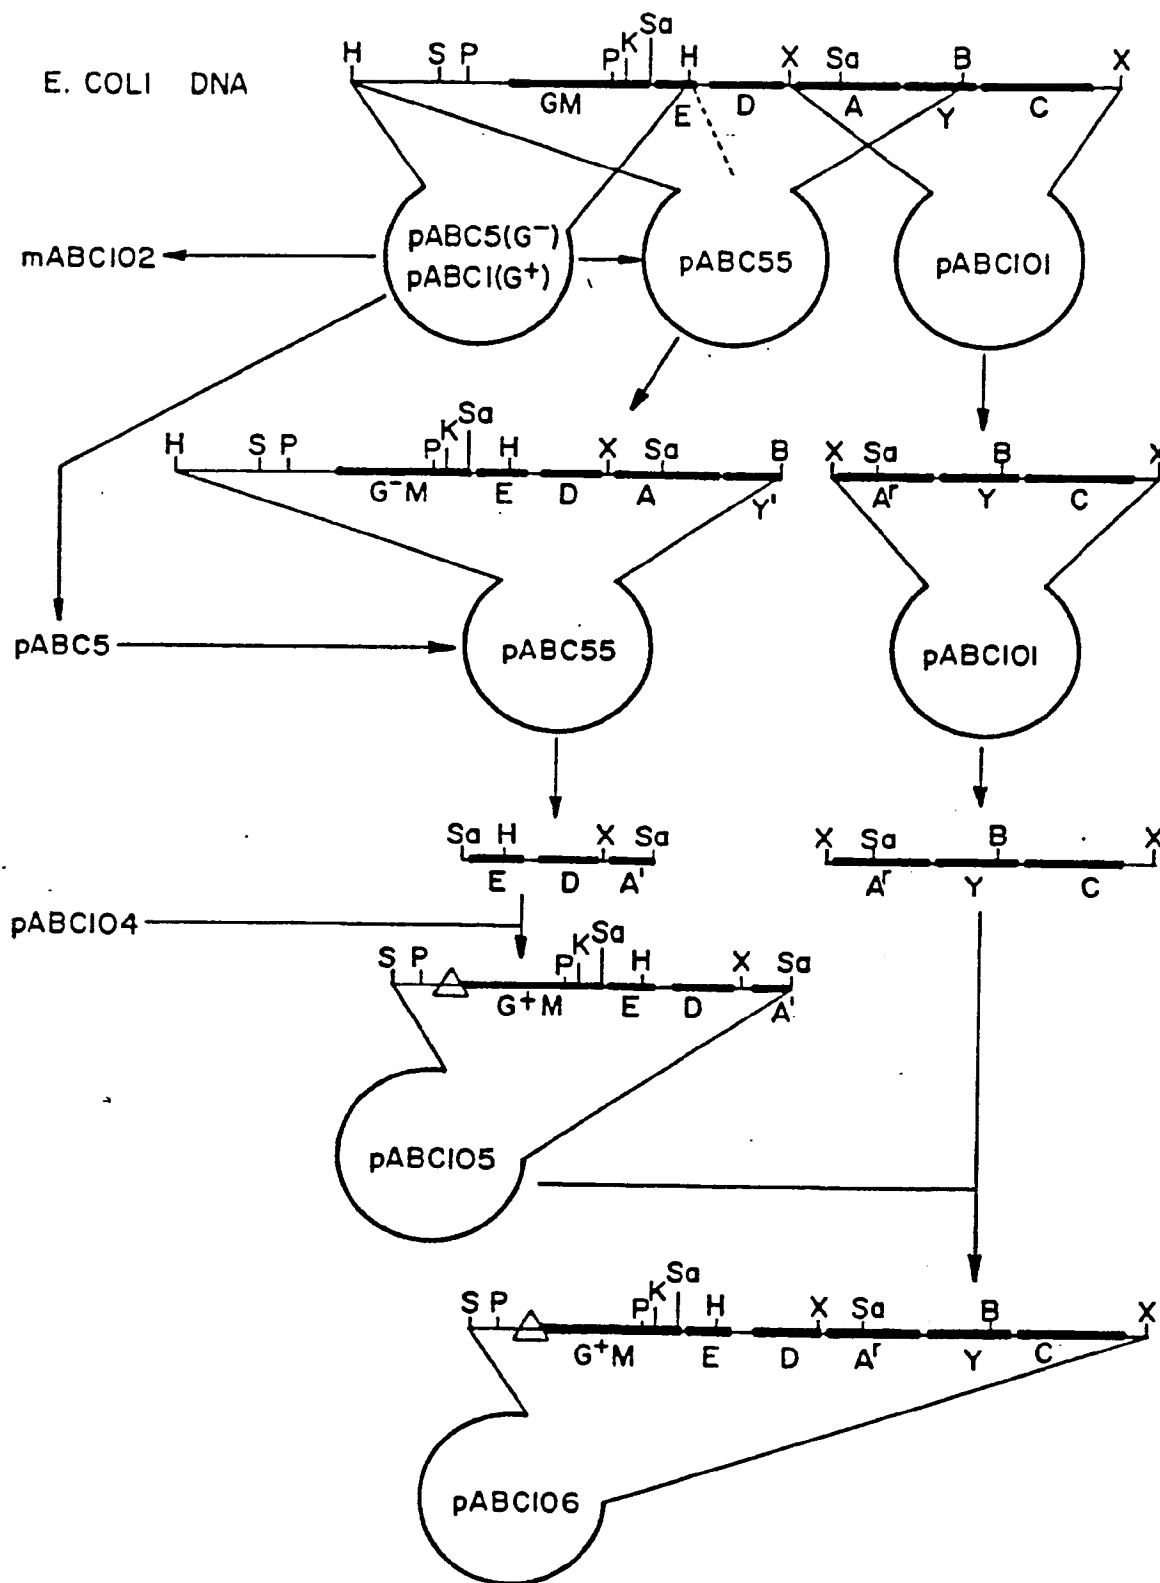 H S P P K Sa H X Sa B X
E. COLI DNA
GM E D A Y C
pABC5(G⁻)
pABC1(G⁺)
mABC102
pABC55
pABC101
H S P P K Sa H X Sa B
G⁻M E D A Y'
X Sa B X
Aʳ Y C
pABC5
pABC55
pABC101
Sa H X Sa
E D A'
X Sa B X
Aʳ Y C
pABC104
S P P K Sa H X Sa
G⁺M E D A'
pABC105
S P P K Sa H X Sa B X
G⁺M E D Aʳ Y C
pABC106